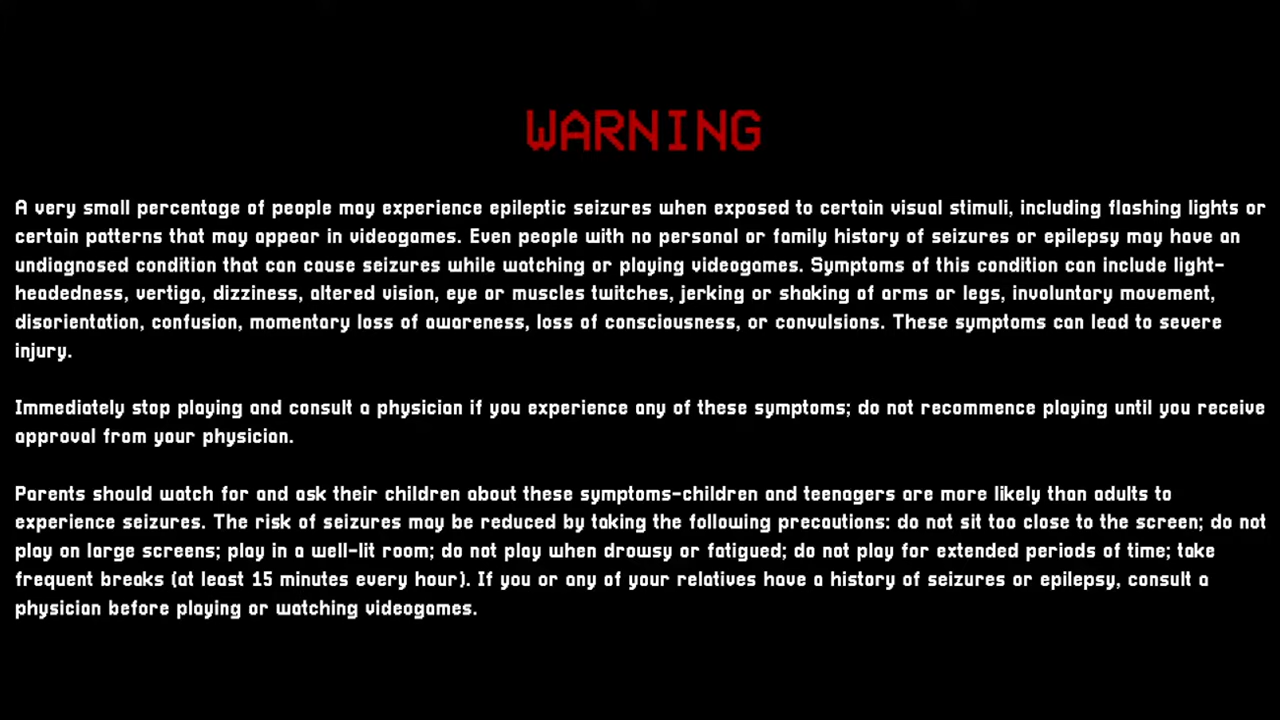 WARNING
A very small percentage of people may experience epileptic seizures when exposed to certain visual stimuli, including flashing lights or
certain patterns that may appear in videogames. Even people with no personal or family history of seizures or epilepsy may have an
undiagnosed condition that can cause seizures while watching or playing videogames. Symptoms of this condition can include light-
headedness, vertigo, dizziness, altered vision, eye or muscles twitches, jerking or shaking of arms or legs, involuntary movement,
disorientation, confusion, momentary loss of awareness, loss of consciousness, or convulsions. These symptoms can lead to severe
injury.
Immediately stop playing and consult a physician if you experience any of these symptoms; do not recommence playing until you receive
approval from your physician.
Parents should watch for and ask their children about these symptoms-children and teenagers are more likely than adults to
experience seizures. The risk of seizures may be reduced by taking the following precautions: do not sit too close to the screen; do not
play on large screens; play in a well-lit room; do not play when drowsy or fatigued; do not play for extended periods of time; take
frequent breaks (at least 15 minutes every hour). If you or any of your relatives have a history of seizures or epilepsy, consult a
physician before playing or watching videogames.